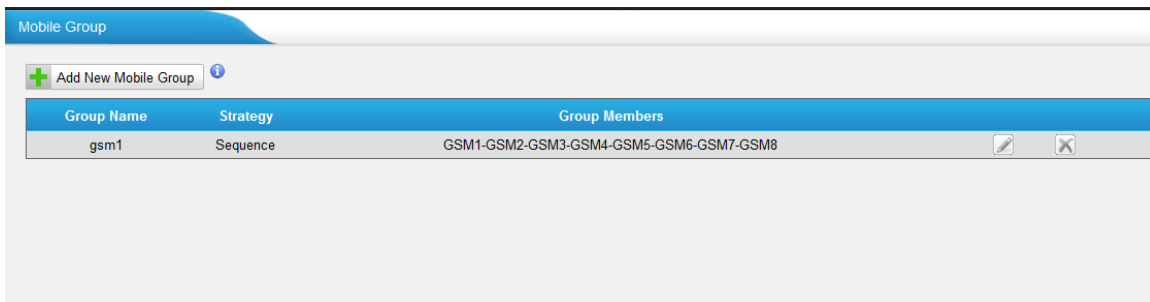 Mobile Group
Add New Mobile Group
Group Name Strategy Group Members
gsm1 Sequence GSM1-GSM2-GSM3-GSM4-GSM5-GSM6-GSM7-GSM8